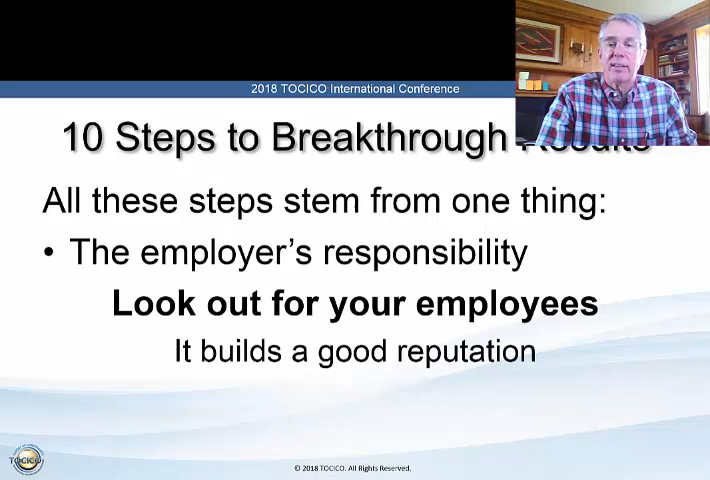 2018 TOCICO International Conference
10 Steps to Breakthrough Results
All these steps stem from one thing:
• The employer’s responsibility
Look out for your employees
It builds a good reputation
TOCICO
© 2018 TOCICO. All Rights Reserved.